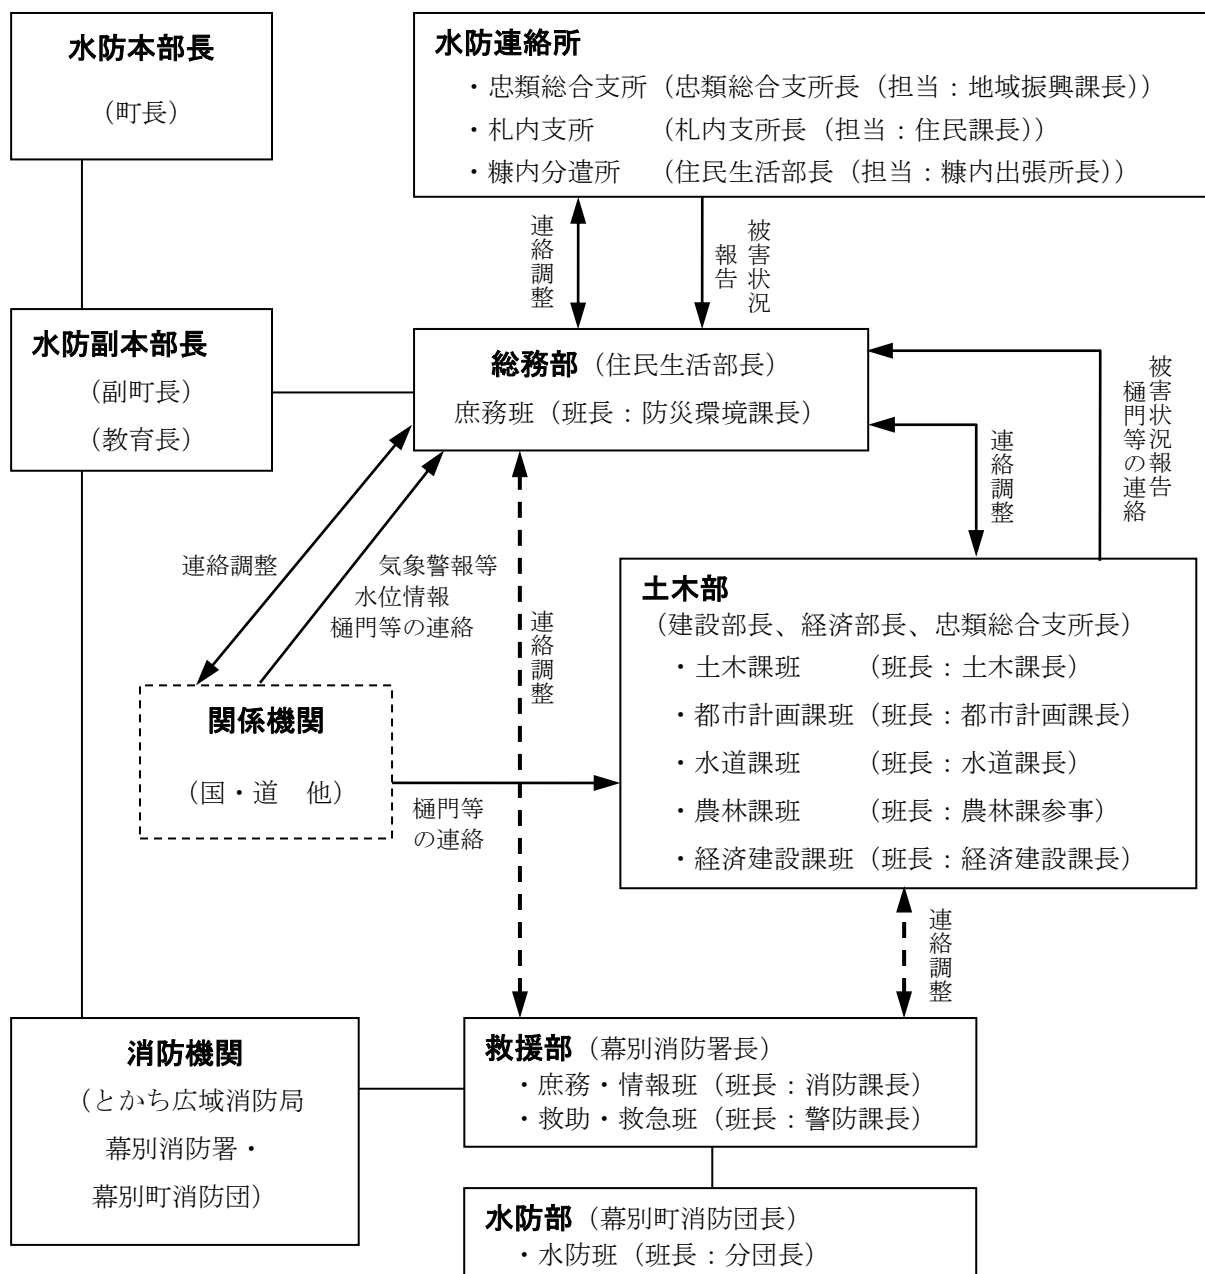 水防本部長
(町長)
水防連絡所
・忠類総合支所(忠類総合支所長(担当:地域振興課長))
・札内支所 (札内支所長(担当:住民課長))
・糠内分遣所 (住民生活部長(担当:糠内出張所長))
連絡調整
被害状況
報告
水防副本部長
(副町長)
(教育長)
総務部(住民生活部長)
庶務班(班長:防災環境課長)
被害状況報告
樋門等の連絡
連絡調整
連絡調整
気象警報等
水位情報
樋門等の連絡
連絡調整
土木部
(建設部長、経済部長、忠類総合支所長)
・土木課班 (班長:土木課長)
・都市計画課班(班長:都市計画課長)
・水道課班 (班長:水道課長)
・農林課班 (班長:農林課参事)
・経済建設課班(班長:経済建設課長)
関係機関
(国・道 他)
樋門等
の連絡
連絡調整
消防機関
(とかち広域消防局
幕別消防署・
幕別町消防団)
救援部(幕別消防署長)
・庶務・情報班(班長:消防課長)
・救助・救急班(班長:警防課長)
水防部(幕別町消防団長)
・水防班(班長:分団長)